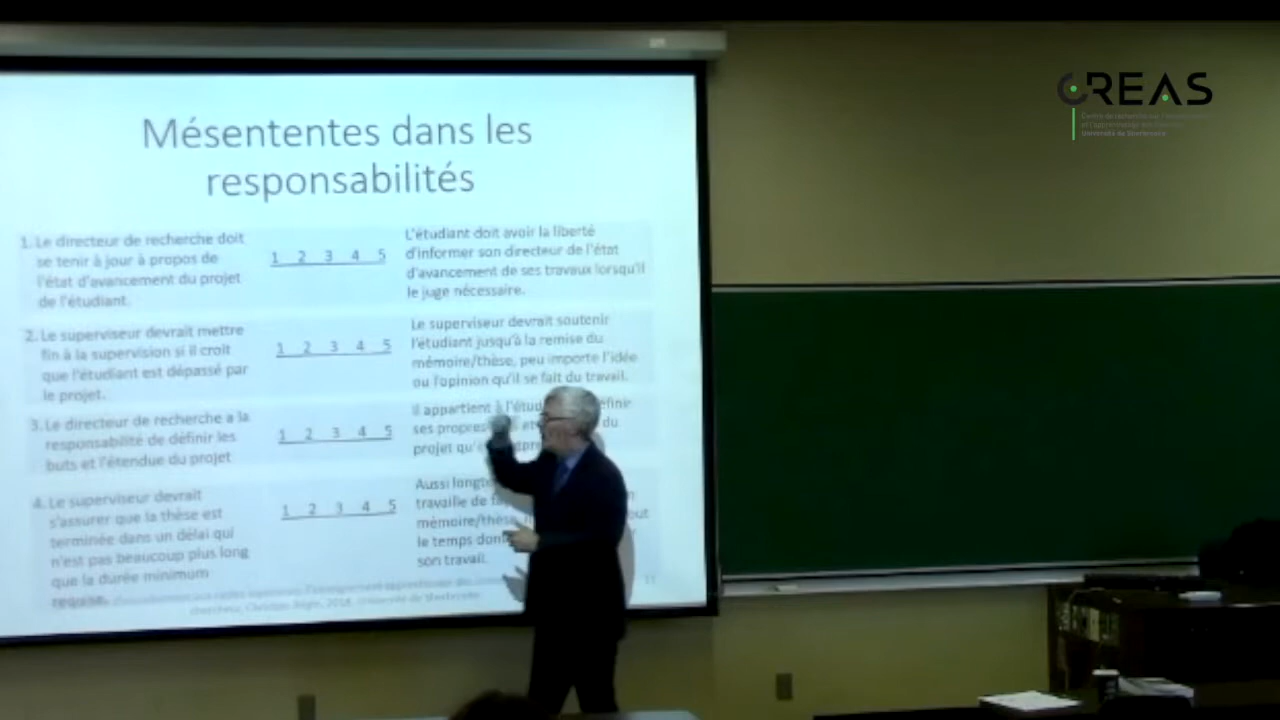 CREAS
Université de Sherbrooke
Mésententes dans les
responsabilités
1. Le directeur de recherche doit
se tenir à jour à propos de
l'état d'avancement du projet
de l'étudiant.
1 2 3 4 5
L'étudiant doit avoir la liberté
d'informer son directeur de l'état
d'avancement de ses travaux lorsqu'il
le juge nécessaire.
2. Le superviseur devrait mettre
fin à la supervision si il croit
que l'étudiant est dépassé par
le projet.
1 2 3 4 5
Le superviseur devrait soutenir
l'étudiant jusqu'à la remise du
mémoire/thèse, peu importe l'idée
ou l'opinion qu'il se fait du travail.
3. Le directeur de recherche a la
responsabilité de définir les
buts et l'étendue du projet
1 2 3 4 5
Il appartient à
ses propres du
projet
4. Le superviseur devrait
s'assurer que la thèse est
terminée dans un délai qui
n'est pas beaucoup plus long
que la durée minimum
requise.
1 2 3 4 5
Aussi
travaille de
mémoire/thèse,
le temps
son travail.
Université de Sherbrooke